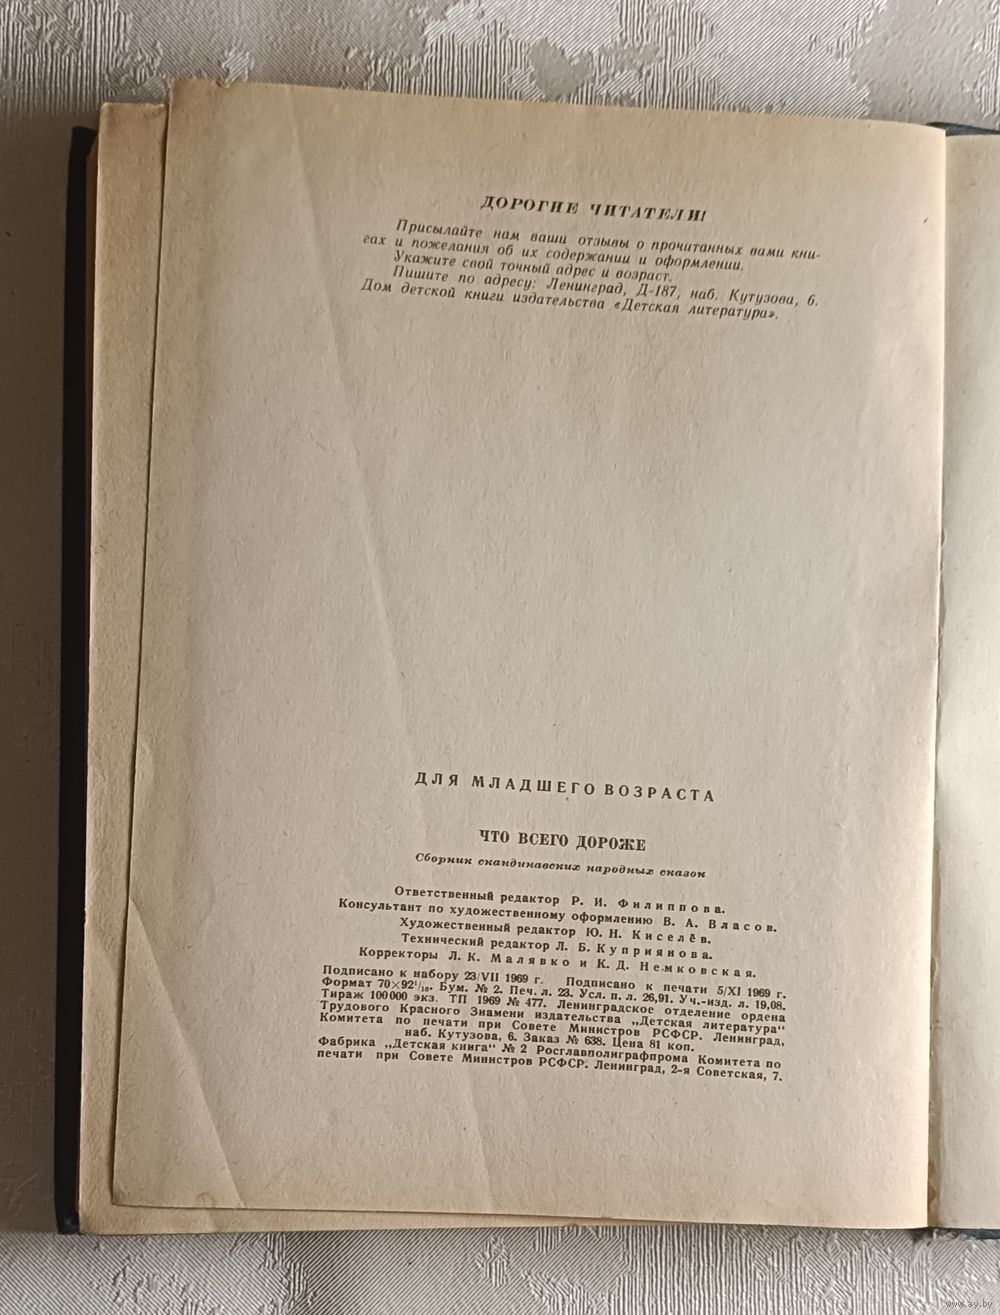 ДОРОГИЕ ЧИТАТЕЛИ!
Присылайте нам ваши отзывы о прочитанных вами кни-
гах и пожелания об их содержании и оформлении.
Укажите свой точный адрес и возраст.
Пишите по адресу: Ленинград, Д-187, наб. Кутузова, 6.
Дом детской книги издательства «Детская литература».
ДЛЯ МЛАДШЕГО ВОЗРАСТА
ЧТО ВСЕГО ДОРОЖЕ
Сборник скандинавских народных сказок
Ответственный редактор Р. И. Филиппова.
Консультант по художественному оформлению В. А. Власов.
Художественный редактор Ю. Н. Киселёв.
Технический редактор Л. Б. Куприянова.
Корректоры Л. К. Малявко и К. Д. Немковская.
Подписано к набору 23/VII 1969 г. Подписано к печати 5/XI 1969 г.
Формат 70×92¹/₁₆. Бум. № 2. Печ. л. 23. Усл. п. л. 26,91. Уч.-изд. л. 19,08.
Тираж 100 000 экз. ТП 1969 № 477. Ленинградское отделение ордена
Трудового Красного Знамени издательства „Детская литература“
Комитета по печати при Совете Министров РСФСР. Ленинград,
наб. Кутузова, 6. Заказ № 638. Цена 81 коп.
Фабрика „Детская книга“ № 2 Росглавполиграфпрома Комитета по
печати при Совете Министров РСФСР. Ленинград, 2-я Советская, 7.
www.ay.by